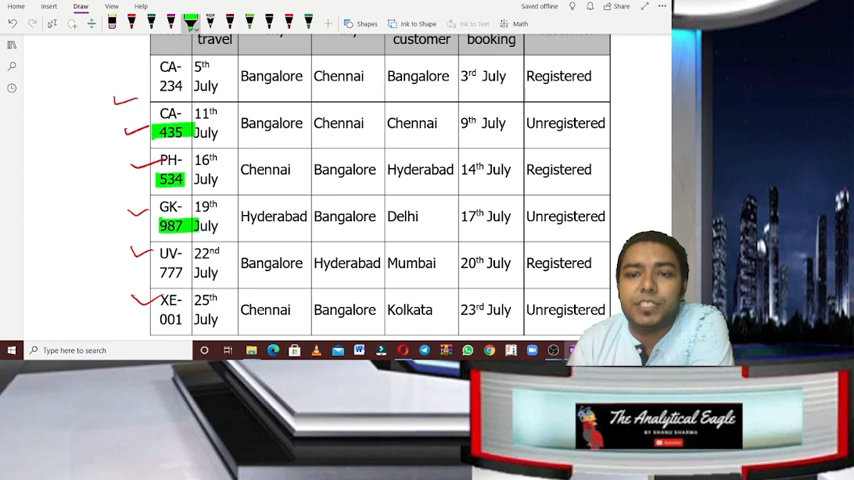 Home Insert Draw View Help Saved offline Share
Shapes Ink to Shape Ink to Text Math
travel customer booking
CA-234 5th July Bangalore Chennai Bangalore 3rd July Registered
CA-435 11th July Bangalore Chennai Chennai 9th July Unregistered
PH-534 16th July Chennai Bangalore Hyderabad 14th July Registered
GK-987 19th July Hyderabad Bangalore Delhi 17th July Unregistered
UV-777 22nd July Bangalore Hyderabad Mumbai 20th July Registered
XE-001 25th July Chennai Bangalore Kolkata 23rd July Unregistered
Type here to search
The Analytical Eagle
BY SHANU SHARMA